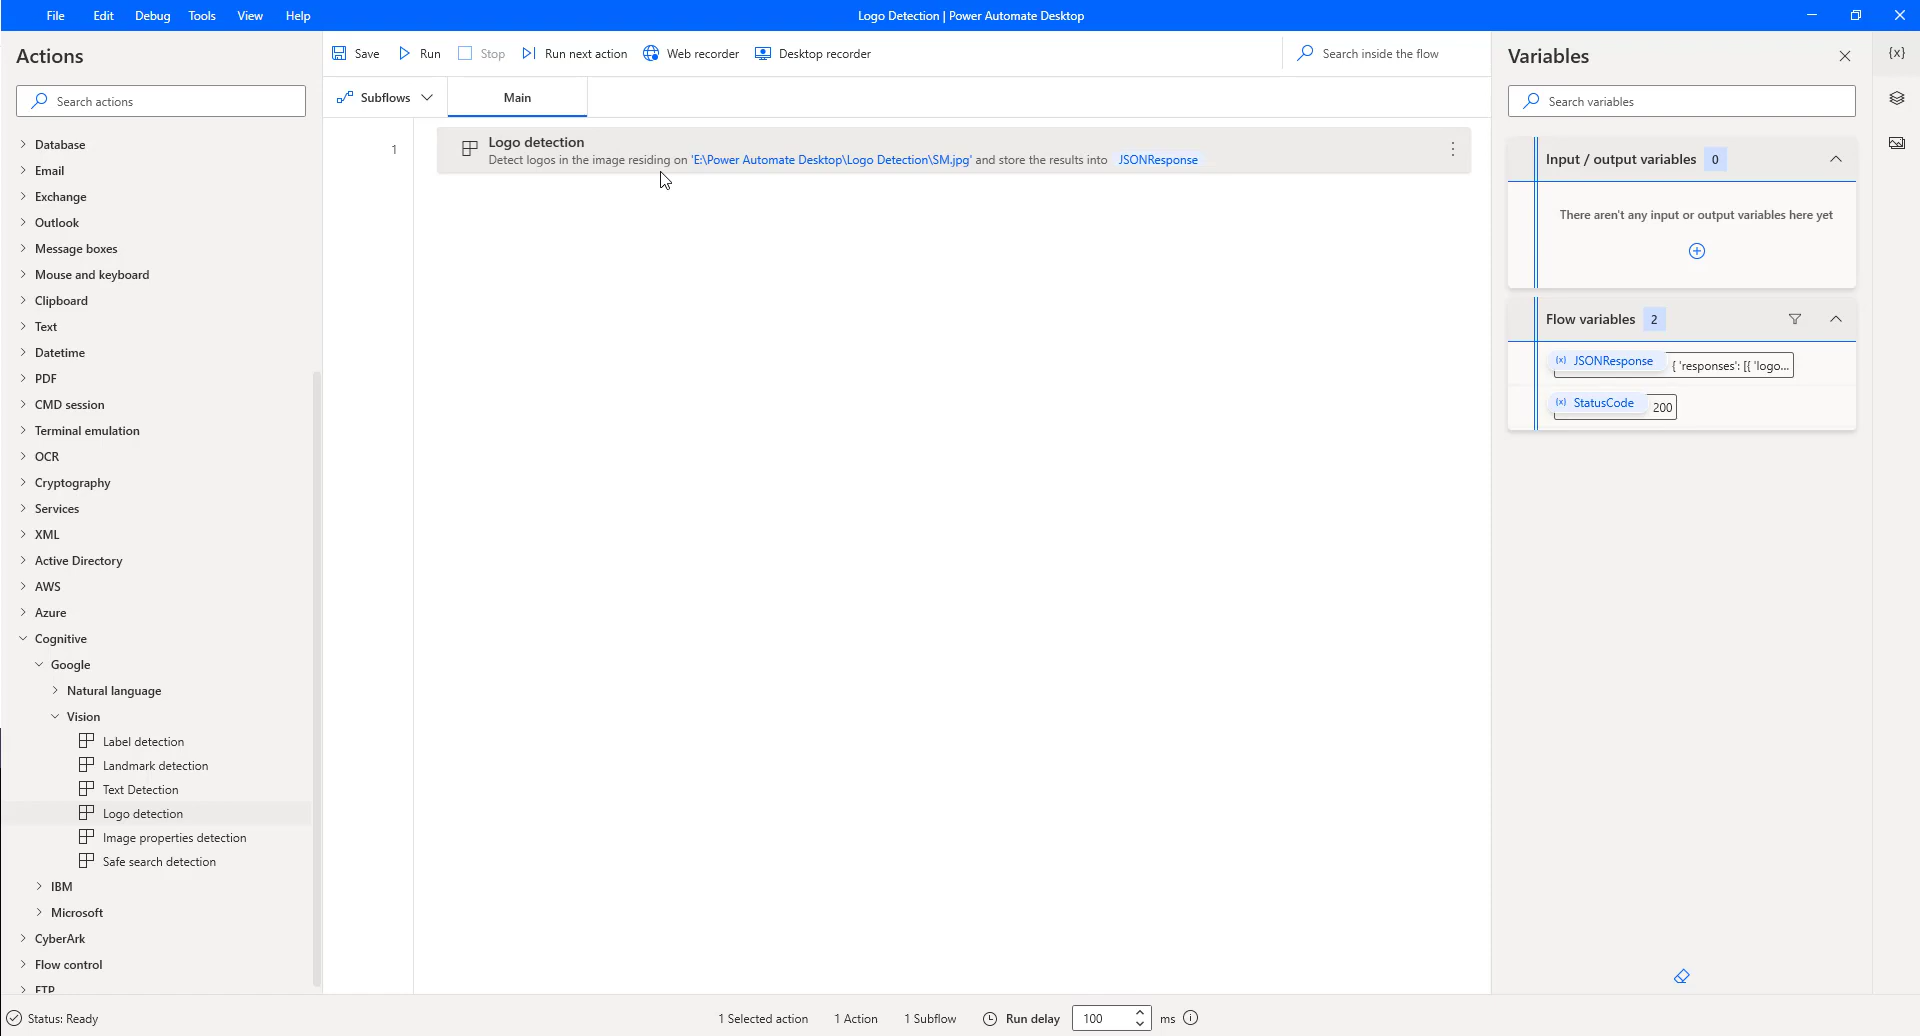 File Edit Debug Tools View Help
Logo Detection | Power Automate Desktop
Actions
Search actions
Database
Email
Exchange
Outlook
Message boxes
Mouse and keyboard
Clipboard
Text
Datetime
PDF
CMD session
Terminal emulation
OCR
Cryptography
Services
XML
Active Directory
AWS
Azure
Cognitive
Google
Natural language
Vision
Label detection
Landmark detection
Text Detection
Logo detection
Image properties detection
Safe search detection
IBM
Microsoft
CyberArk
Flow control
FTP
Save Run Stop Run next action Web recorder Desktop recorder
Search inside the flow
Subflows Main
1
Logo detection
Detect logos in the image residing on 'E:\Power Automate Desktop\Logo Detection\SM.jpg' and store the results into JSONResponse
Variables
{x}
Search variables
Input / output variables 0
There aren't any input or output variables here yet
Flow variables 2
(x) JSONResponse { 'responses': [{ 'logo...
(x) StatusCode 200
Status: Ready
1 Selected action 1 Action 1 Subflow Run delay 100 ms